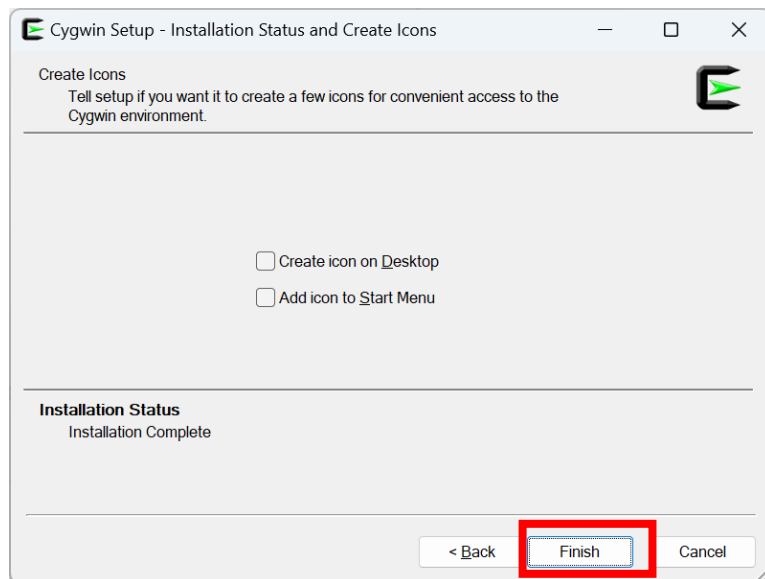 Cygwin Setup - Installation Status and Create Icons
Create Icons
Tell setup if you want it to create a few icons for convenient access to the
Cygwin environment.
Create icon on Desktop
Add icon to Start Menu
Installation Status
Installation Complete
< Back Finish Cancel